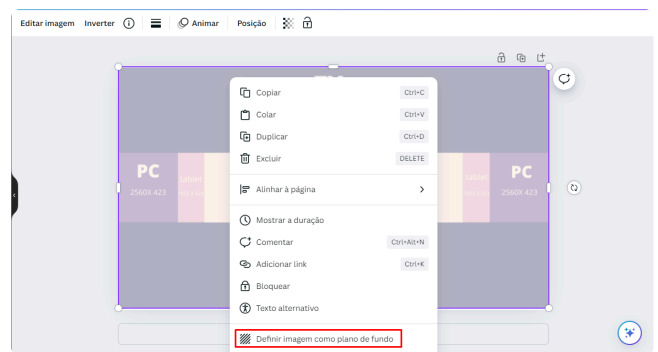 Editar imagem Inverter Animar Posição
Copiar Ctrl+C
Colar Ctrl+V
Duplicar Ctrl+D
Excluir DELETE
Alinhar à página
Mostrar a duração
Comentar Ctrl+Alt+N
Adicionar link Ctrl+K
Bloquear
Texto alternativo
Definir imagem como plano de fundo
PC tablet tablet PC
2560X 423 2560X 423